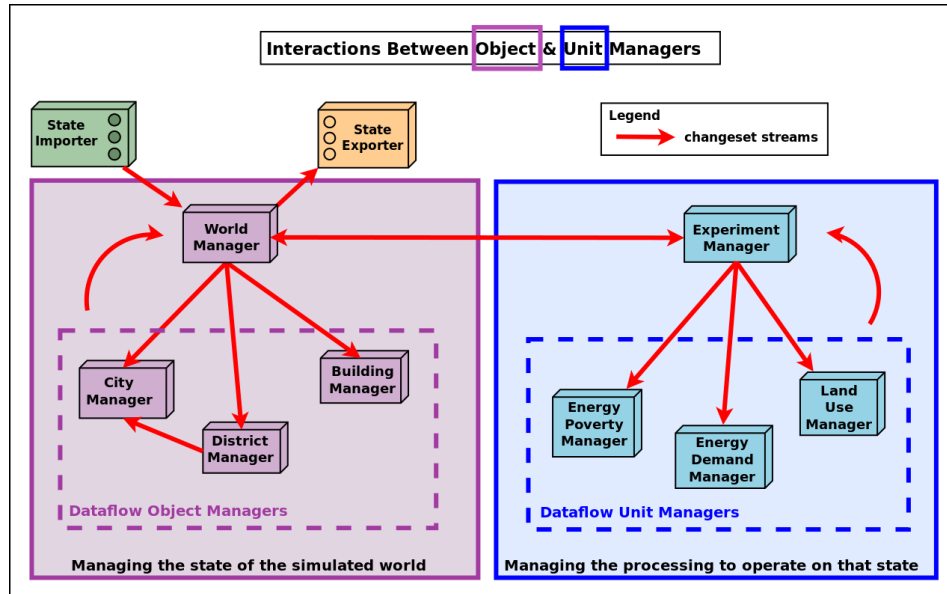 Interactions Between Object & Unit Managers
State
Importer
State
Exporter
Legend
changeset streams
World
Manager
Experiment
Manager
City
Manager
Building
Manager
District
Manager
Energy
Poverty
Manager
Energy
Demand
Manager
Land
Use
Manager
Dataflow Object Managers
Dataflow Unit Managers
Managing the state of the simulated world
Managing the processing to operate on that state